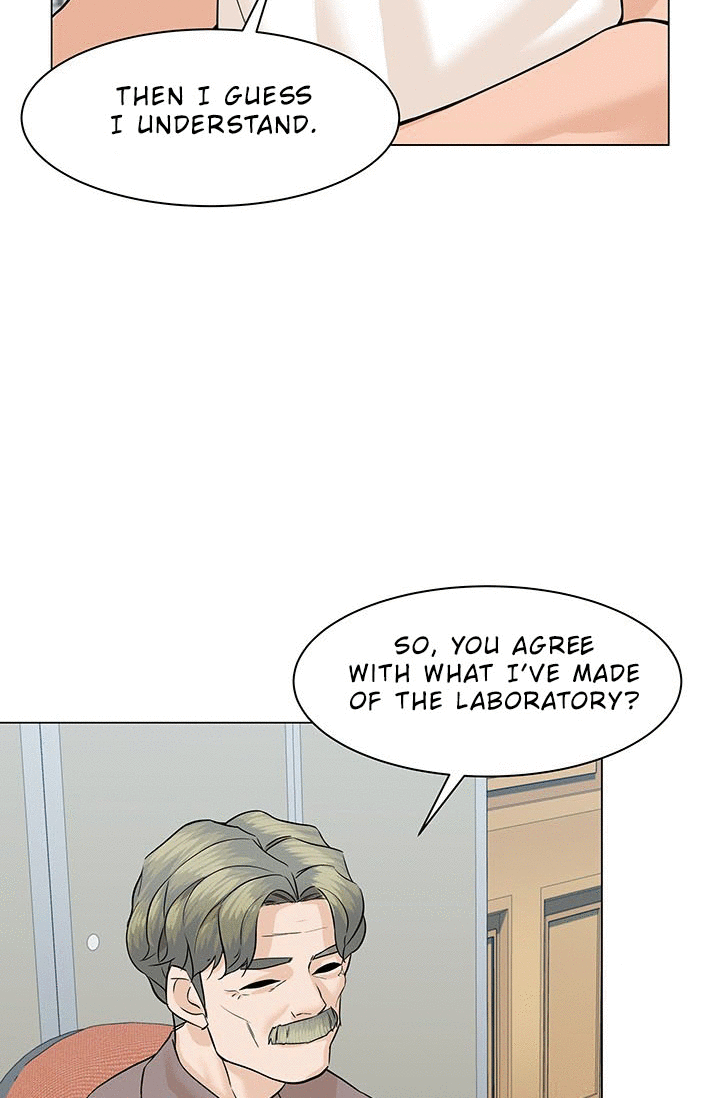 THEN I GUESS
I UNDERSTAND.
SO, YOU AGREE
WITH WHAT I'VE MADE
OF THE LABORATORY?